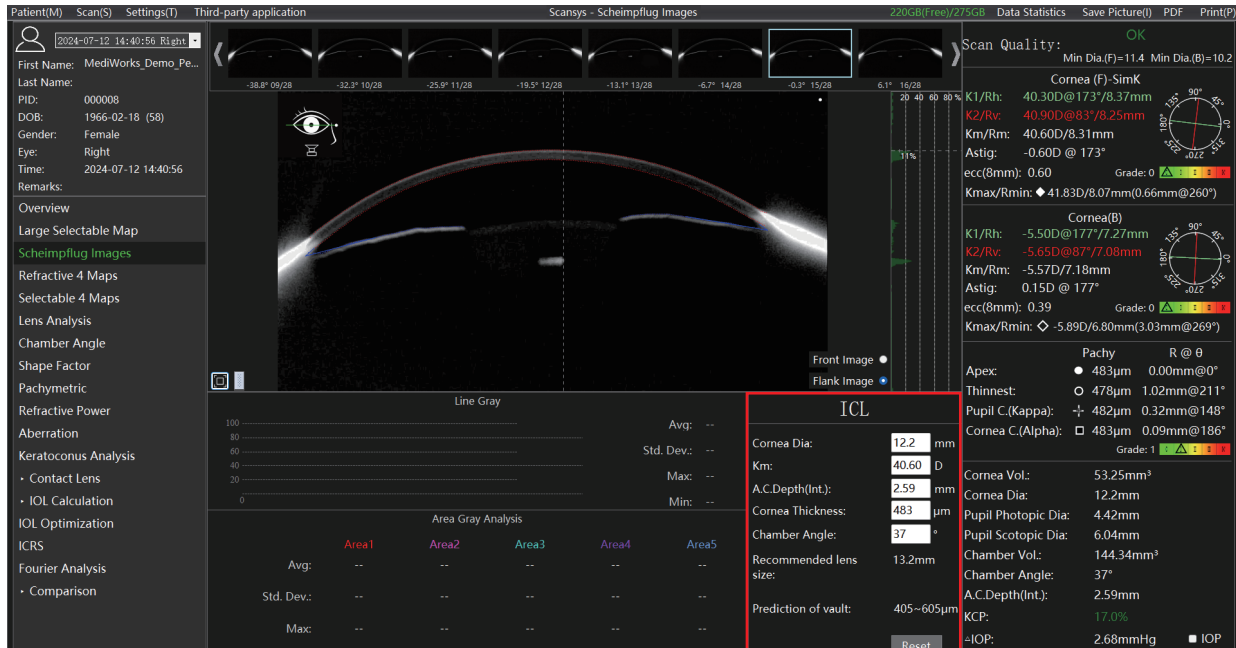 Patient(M) Scan(S) Settings(T) Third-party application Scansys - Scheimpflug Images 220GB(Free)/275GB Data Statistics Save Picture(I) PDF Print(P)
2024-07-12 14:40:56 Right
First Name: MediWorks_Demo_Pe...
Last Name:
PID: 000008
DOB: 1966-02-18 (58)
Gender: Female
Eye: Right
Time: 2024-07-12 14:40:56
Remarks:
Overview
Large Selectable Map
Scheimpflug Images
Refractive 4 Maps
Selectable 4 Maps
Lens Analysis
Chamber Angle
Shape Factor
Pachymetric
Refractive Power
Aberration
Keratoconus Analysis
Contact Lens
IOL Calculation
IOL Optimization
ICRS
Fourier Analysis
Comparison
-38.8° 09/28 -32.3° 10/28 -25.9° 11/28 -19.5° 12/28 -13.1° 13/28 -6.7° 14/28 -0.3° 15/28 6.1° 16/28
20 40 60 80 %
11%
Front Image
Flank Image
Line Gray
100
80
60
40
20
0
Avg: --
Std. Dev.: --
Max: --
Min: --
Area Gray Analysis
Area1 Area2 Area3 Area4 Area5
Avg: -- -- -- -- --
Std. Dev.: -- -- -- -- --
Max: -- -- -- -- --
ICL
Cornea Dia: 12.2 mm
Km: 40.60 D
A.C.Depth(Int.): 2.59 mm
Cornea Thickness: 483 μm
Chamber Angle: 37 °
Recommended lens 13.2mm
size:
Prediction of vault: 405~605μm
Reset
Scan Quality: OK
Min Dia.(F)=11.4 Min Dia.(B)=10.2
Cornea (F)-SimK
K1/Rh: 40.30D@173°/8.37mm
K2/Rv: 40.90D@83°/8.25mm
Km/Rm: 40.60D/8.31mm
Astig: -0.60D @ 173°
ecc(8mm): 0.60 Grade: 0
Kmax/Rmin: 41.83D/8.07mm(0.66mm@260°)
90° 45° 0° 315° 270° 225° 180° 135°
Cornea(B)
K1/Rh: -5.50D@177°/7.27mm
K2/Rv: -5.65D@87°/7.08mm
Km/Rm: -5.57D/7.18mm
Astig: 0.15D @ 177°
ecc(8mm): 0.39 Grade: 0
Kmax/Rmin: -5.89D/6.80mm(3.03mm@269°)
90° 45° 0° 315° 270° 225° 180° 135°
Pachy R @ θ
Apex: 483μm 0.00mm@0°
Thinnest: 478μm 1.02mm@211°
Pupil C.(Kappa): 482μm 0.32mm@148°
Cornea C.(Alpha): 483μm 0.09mm@186°
Grade: 1
Cornea Vol.: 53.25mm³
Cornea Dia: 12.2mm
Pupil Photopic Dia: 4.42mm
Pupil Scotopic Dia: 6.04mm
Chamber Vol.: 144.34mm³
Chamber Angle: 37°
A.C.Depth(Int.): 2.59mm
KCP: 17.0%
△IOP: 2.68mmHg IOP